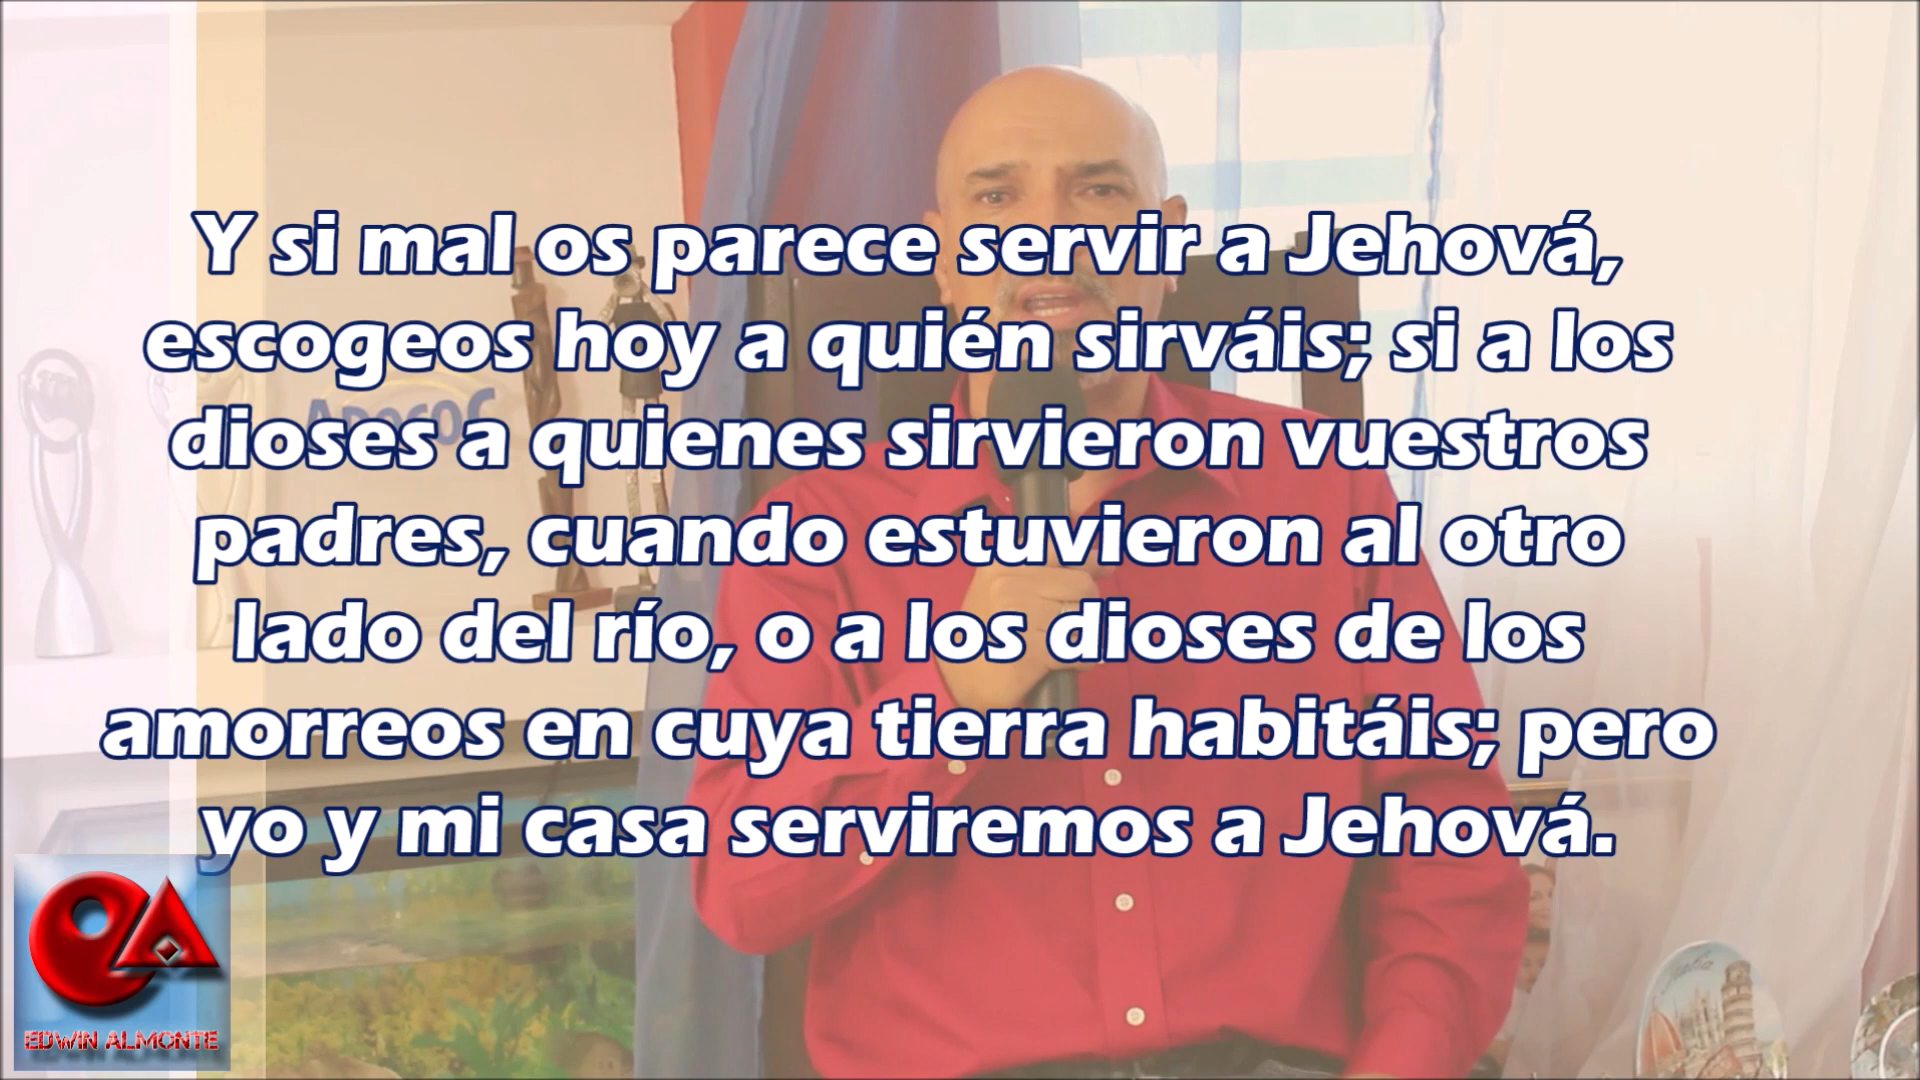 Y si mal os parece servir a Jehová,
escogeos hoy a quién sirváis; si a los
dioses a quienes sirvieron vuestros
padres, cuando estuvieron al otro
lado del río, o a los dioses de los
amorreos en cuya tierra habitáis; pero
yo y mi casa serviremos a Jehová.
EDWIN ALMONTE
Italia